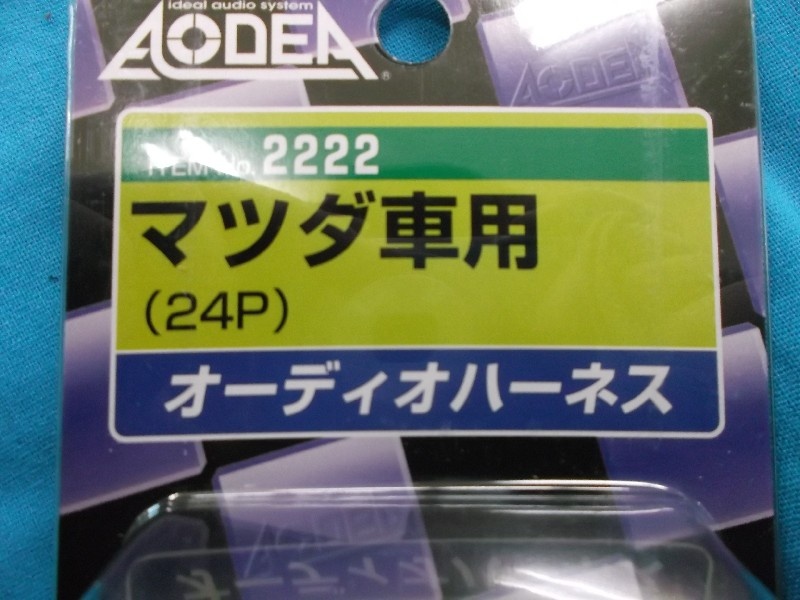 ideal audio system
AODEA
AODEA
ITEM No. 2222
マツダ車用
(24P)
オーディオハーネス